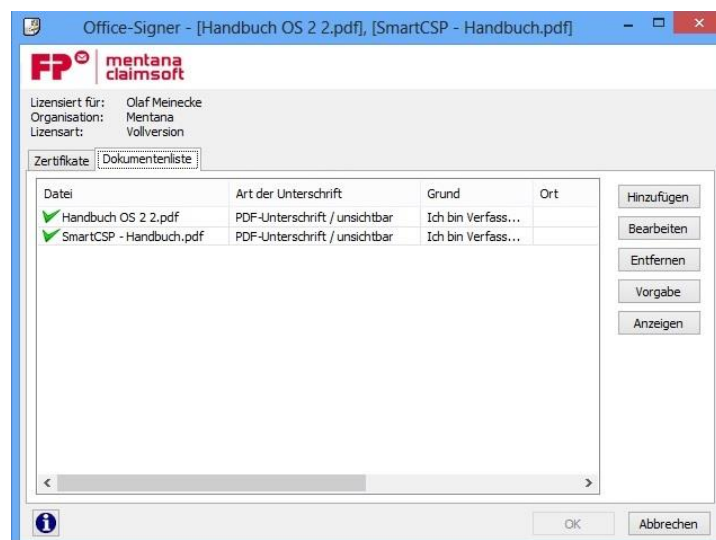 Office-Signer - [Handbuch OS 2 2.pdf], [SmartCSP - Handbuch.pdf]
FP mentana claimsoft
Lizensiert für: Olaf Meinecke
Organisation: Mentana
Lizensart: Vollversion
Zertifikate Dokumentenliste
Datei Art der Unterschrift Grund Ort
Handbuch OS 2 2.pdf PDF-Unterschrift / unsichtbar Ich bin Verfass...
SmartCSP - Handbuch.pdf PDF-Unterschrift / unsichtbar Ich bin Verfass...
Hinzufügen
Bearbeiten
Entfernen
Vorgabe
Anzeigen
OK Abbrechen